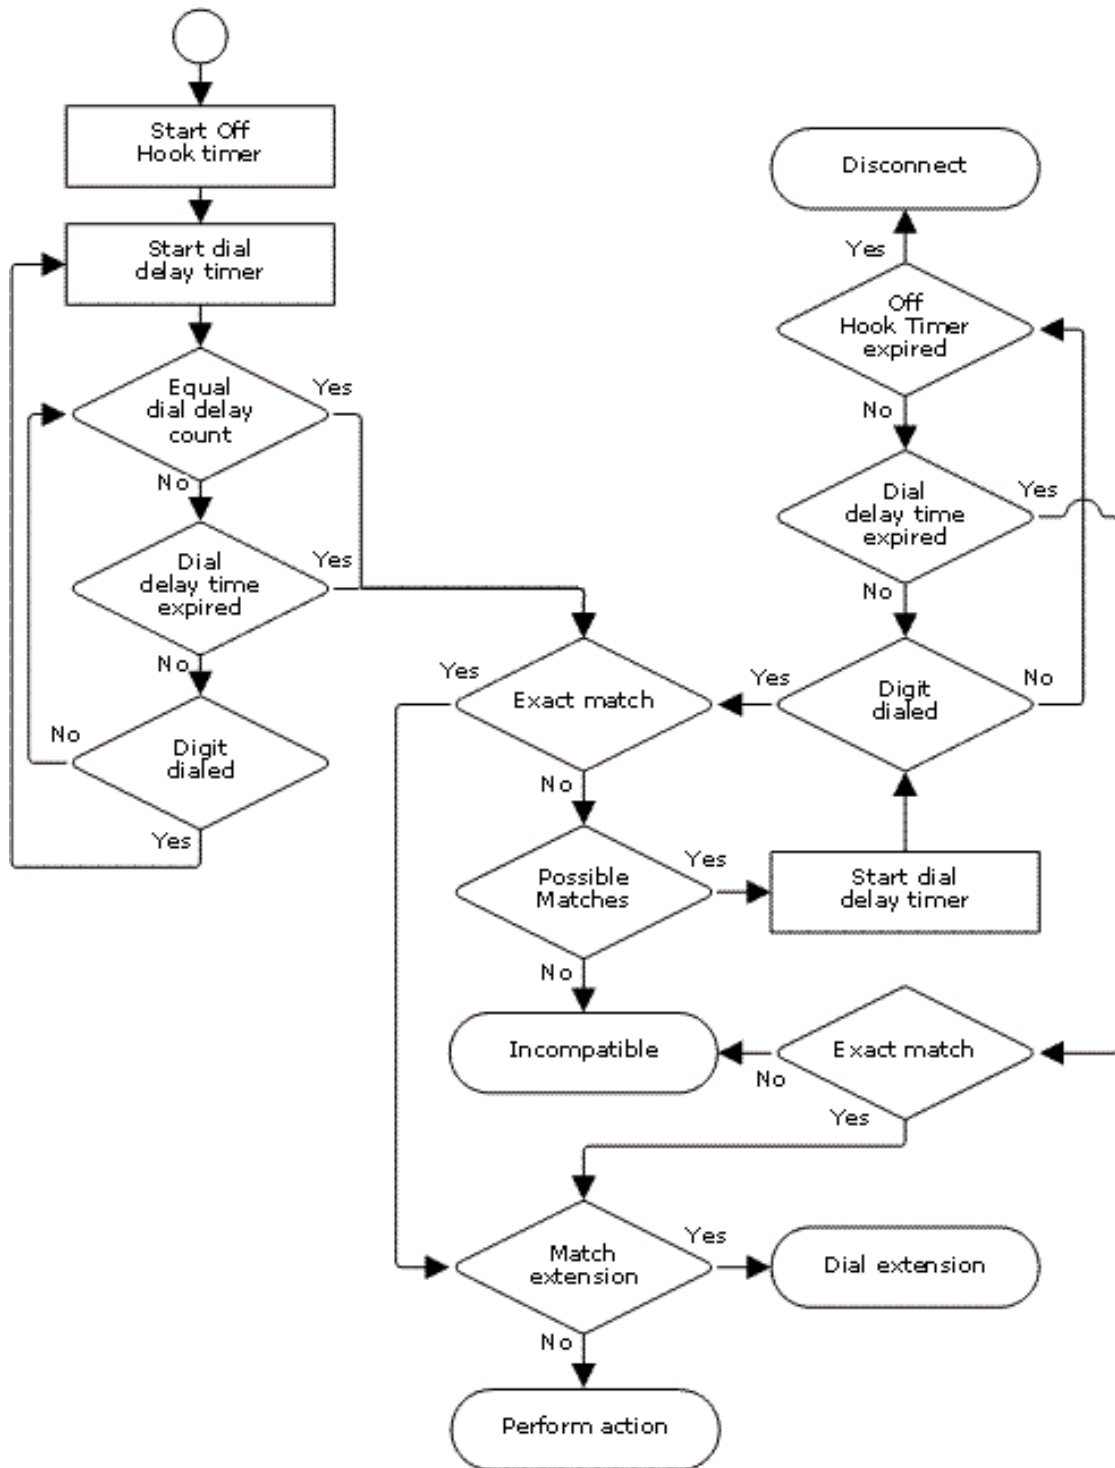 Start Off
Hook timer
Start dial
delay timer
Equal
dial delay
count
Yes
No
Dial
delay time
expired
Yes
No
Digit
dialed
No
Yes
Disconnect
Yes
Off
Hook Timer
expired
No
Dial
delay time
expired
Yes
No
Digit
dialed
Yes
No
Exact match
Yes
No
Possible
Matches
Yes
No
Start dial
delay timer
Incompatible
Exact match
No
Yes
Match
extension
Yes
No
Dial extension
Perform action